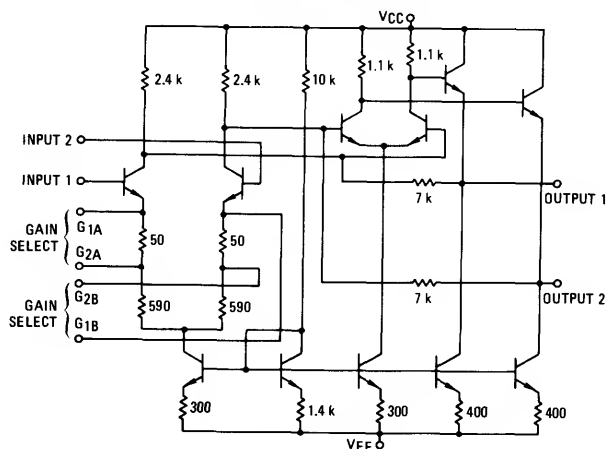 VCC
2.4 k
2.4 k
10 k
1.1 k
1.1 k
INPUT 2
INPUT 1
7 k
OUTPUT 1
GAIN
SELECT
G1A
G2A
50
50
7 k
OUTPUT 2
GAIN
SELECT
G2B
G1B
590
590
300
1.4 k
300
400
400
VEE